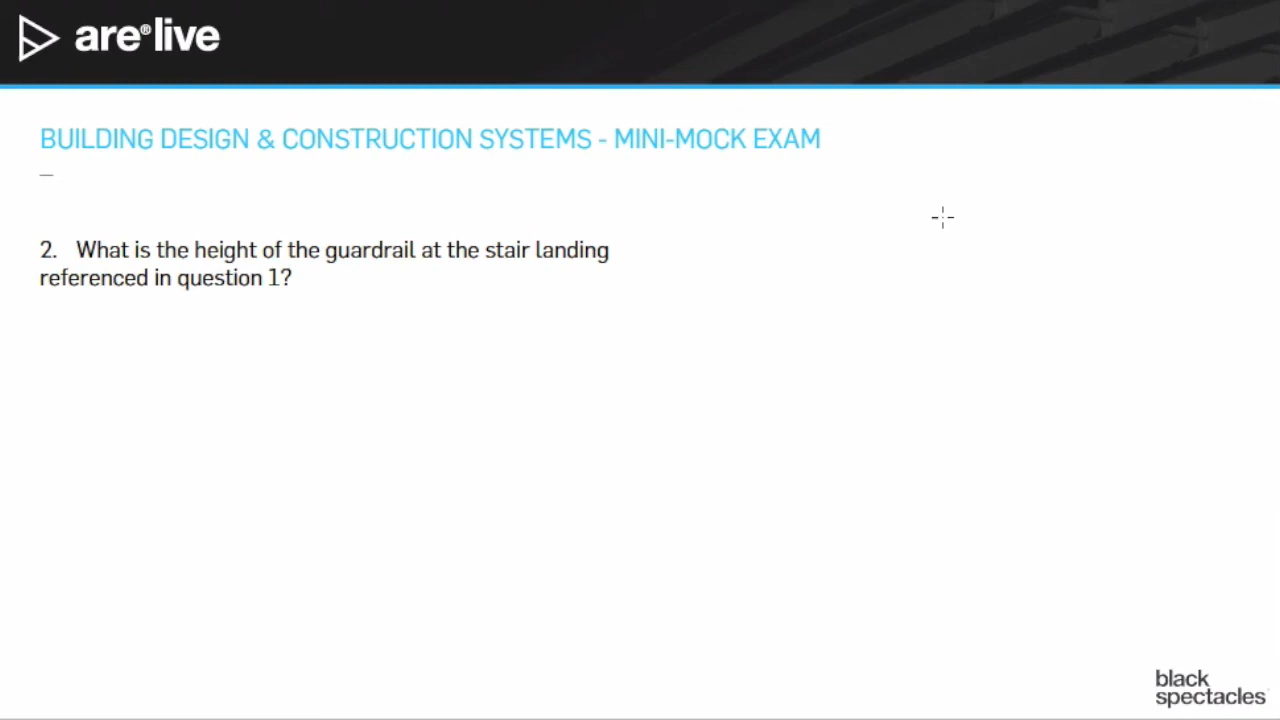 are®live
BUILDING DESIGN & CONSTRUCTION SYSTEMS - MINI-MOCK EXAM
2. What is the height of the guardrail at the stair landing
referenced in question 1?
black
spectacles